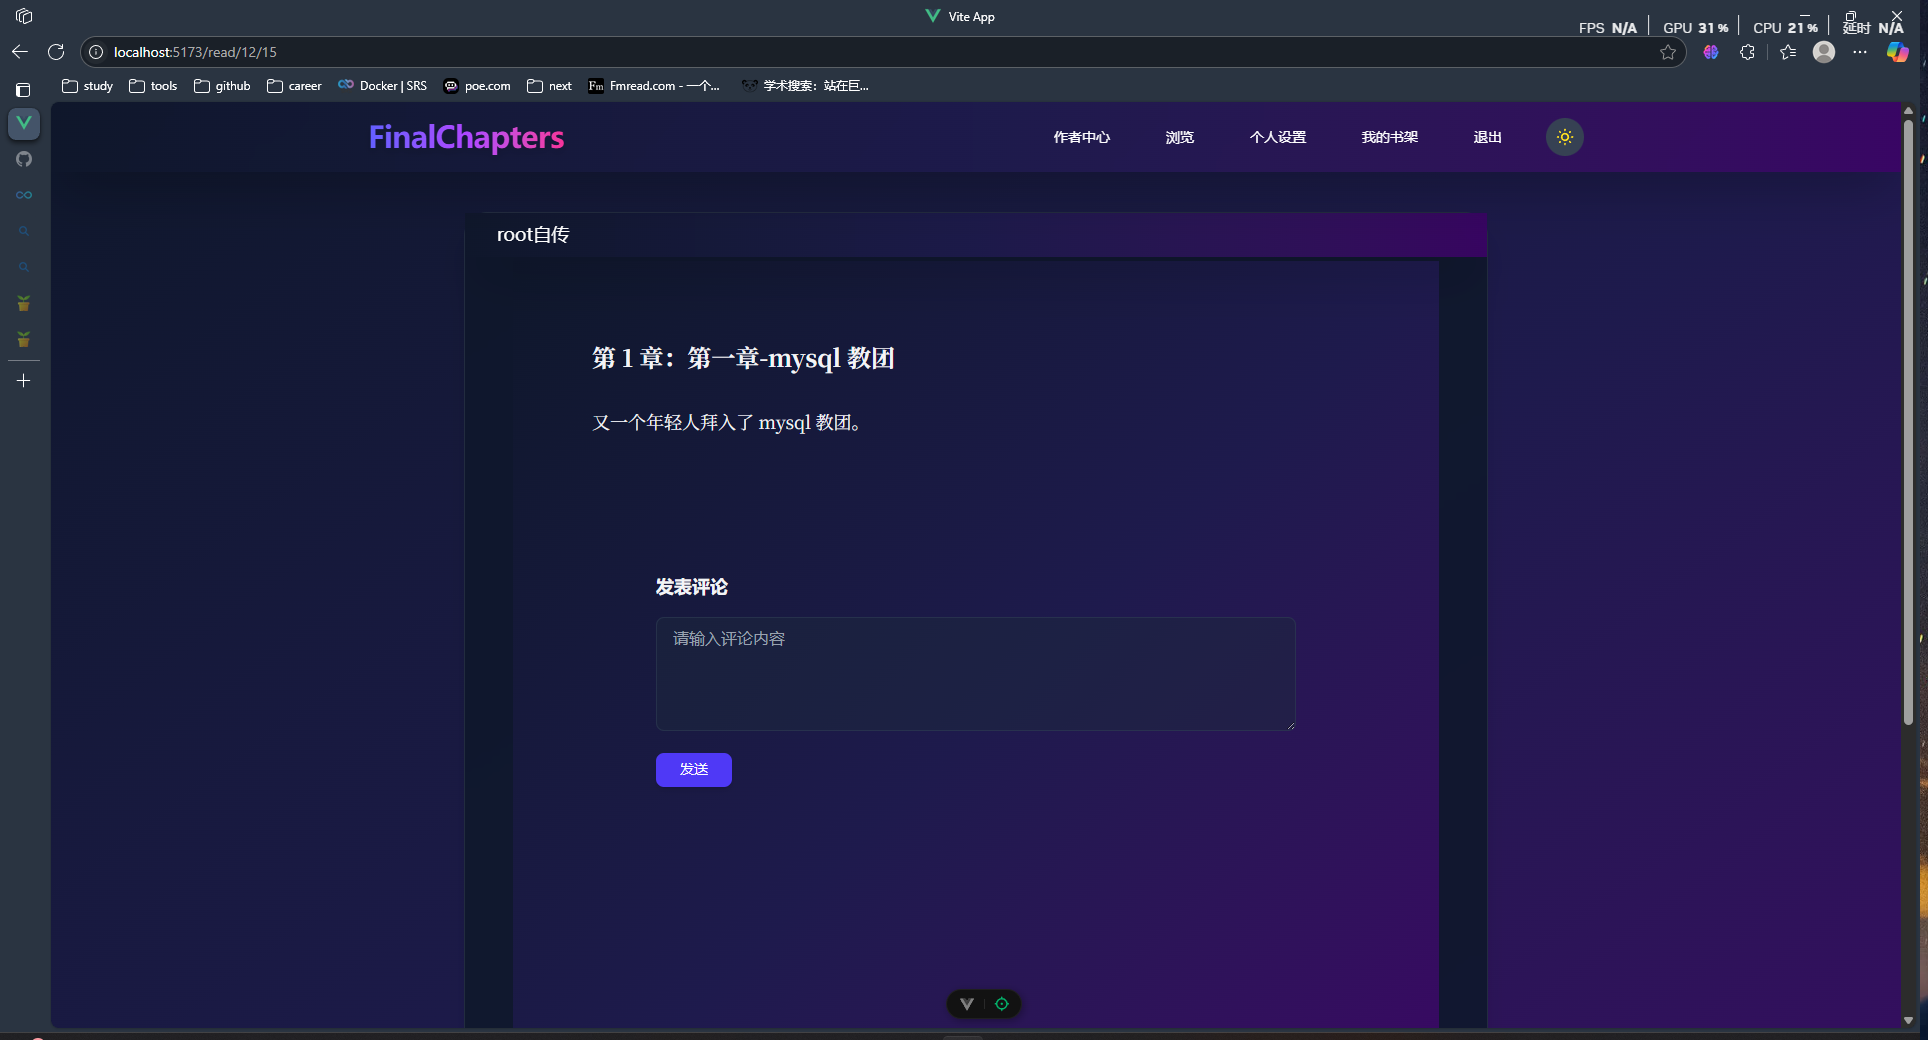 Vite App
FPS N/A GPU 31% CPU 21% 延时 N/A
localhost:5173/read/12/15
study tools github career Docker | SRS poe.com next Fm Fmread.com - 一个... 学术搜索：站在巨...
FinalChapters
作者中心 浏览 个人设置 我的书架 退出
root自传
第 1 章：第一章-mysql 教团
又一个年轻人拜入了 mysql 教团。
发表评论
请输入评论内容
发送